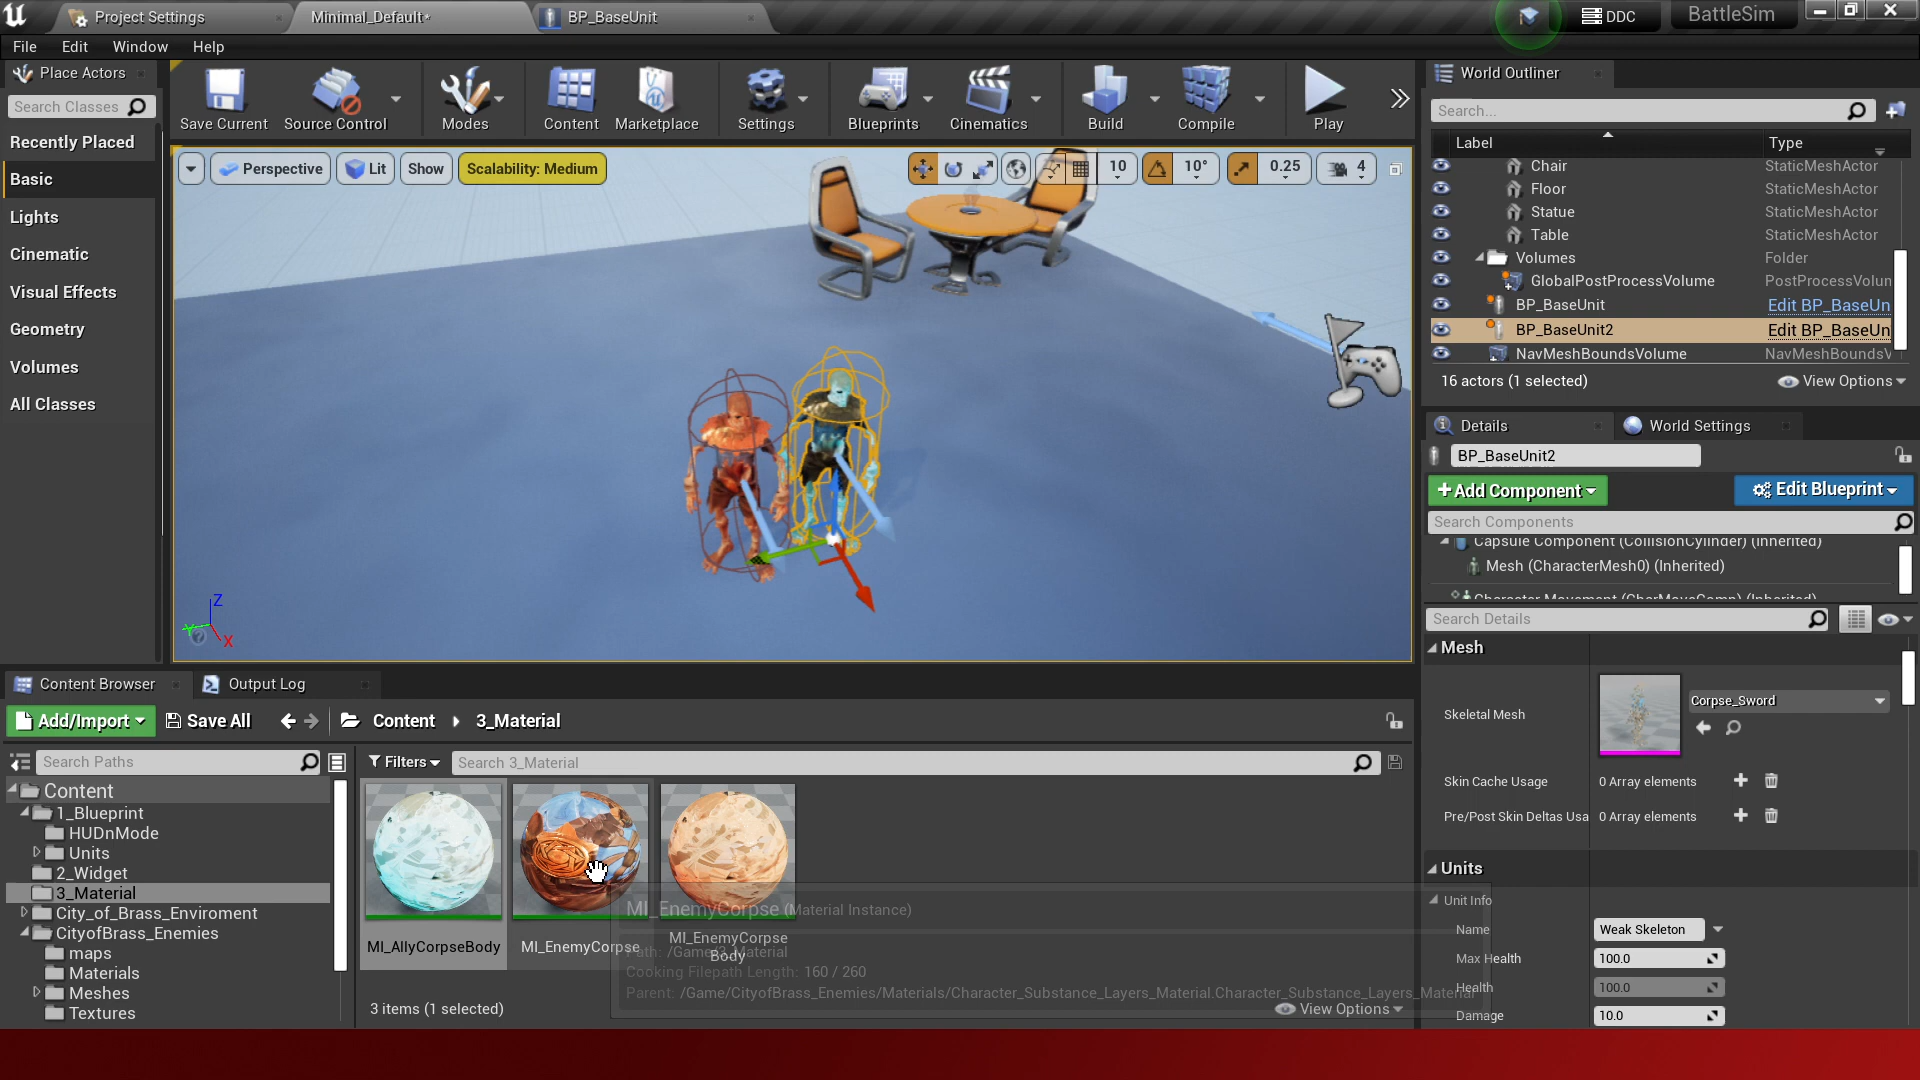 Project Settings
Minimal_Default*
BP_BaseUnit
DDC
BattleSim
File
Edit
Window
Help
Place Actors
Search Classes
Recently Placed
Basic
Lights
Cinematic
Visual Effects
Geometry
Volumes
All Classes
Save Current
Source Control
Modes
Content
Marketplace
Settings
Blueprints
Cinematics
Build
Compile
Play
Perspective
Lit
Show
Scalability: Medium
10
10°
0.25
4
Z
X
Y
World Outliner
Search...
Label
Type
Chair
StaticMeshActor
Floor
StaticMeshActor
Statue
StaticMeshActor
Table
StaticMeshActor
Volumes
Folder
GlobalPostProcessVolume
PostProcessVolun
BP_BaseUnit
Edit BP_BaseUn
BP_BaseUnit2
Edit BP_BaseUn
NavMeshBoundsVolume
NavMeshBoundsV
16 actors (1 selected)
View Options
Details
World Settings
BP_BaseUnit2
+Add Component
Edit Blueprint
Search Components
Capsule Component (CollisionCylinder) (Inherited)
Mesh (CharacterMesh0) (Inherited)
Character Movement (CharMoveComp) (Inherited)
Search Details
Mesh
Skeletal Mesh
Corpse_Sword
Skin Cache Usage
0 Array elements
Pre/Post Skin Deltas Usa
0 Array elements
Units
Unit Info
Name
Weak Skeleton
Max Health
100.0
Health
100.0
Damage
10.0
Content Browser
Output Log
Add/Import
Save All
Content
3_Material
Search Paths
Filters
Search 3_Material
Content
1_Blueprint
HUDnMode
Units
2_Widget
3_Material
City_of_Brass_Enviroment
CityofBrass_Enemies
maps
Materials
Meshes
Textures
MI_AllyCorpseBody
MI_EnemyCorpse
MI_EnemyCorpse
Body
MI_EnemyCorpse (Material Instance)
Path: /Game/3_Material
Cooking Filepath Length: 160 / 260
Parent: /Game/CityofBrass_Enemies/Materials/Character_Substance_Layers_Material.Character_Substance_Layers_Material
3 items (1 selected)
View Options